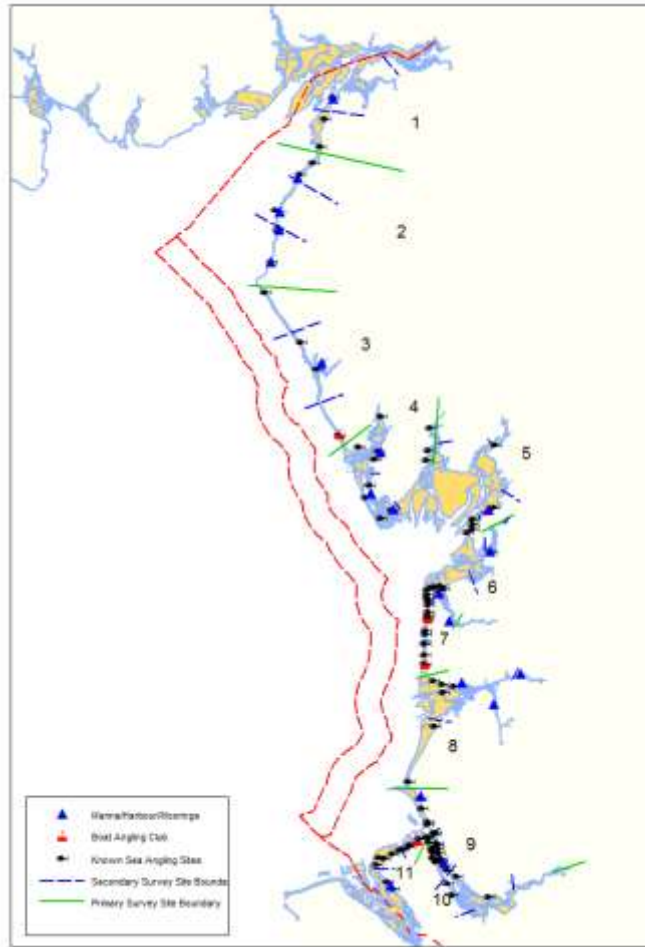 1
2
3
4
5
6
7
8
9
10
11
Marina/Harbour/Moorings
Boat Angling Club
Known Sea Angling Sites
Secondary Survey Site Bounda
Primary Survey Site Boundary